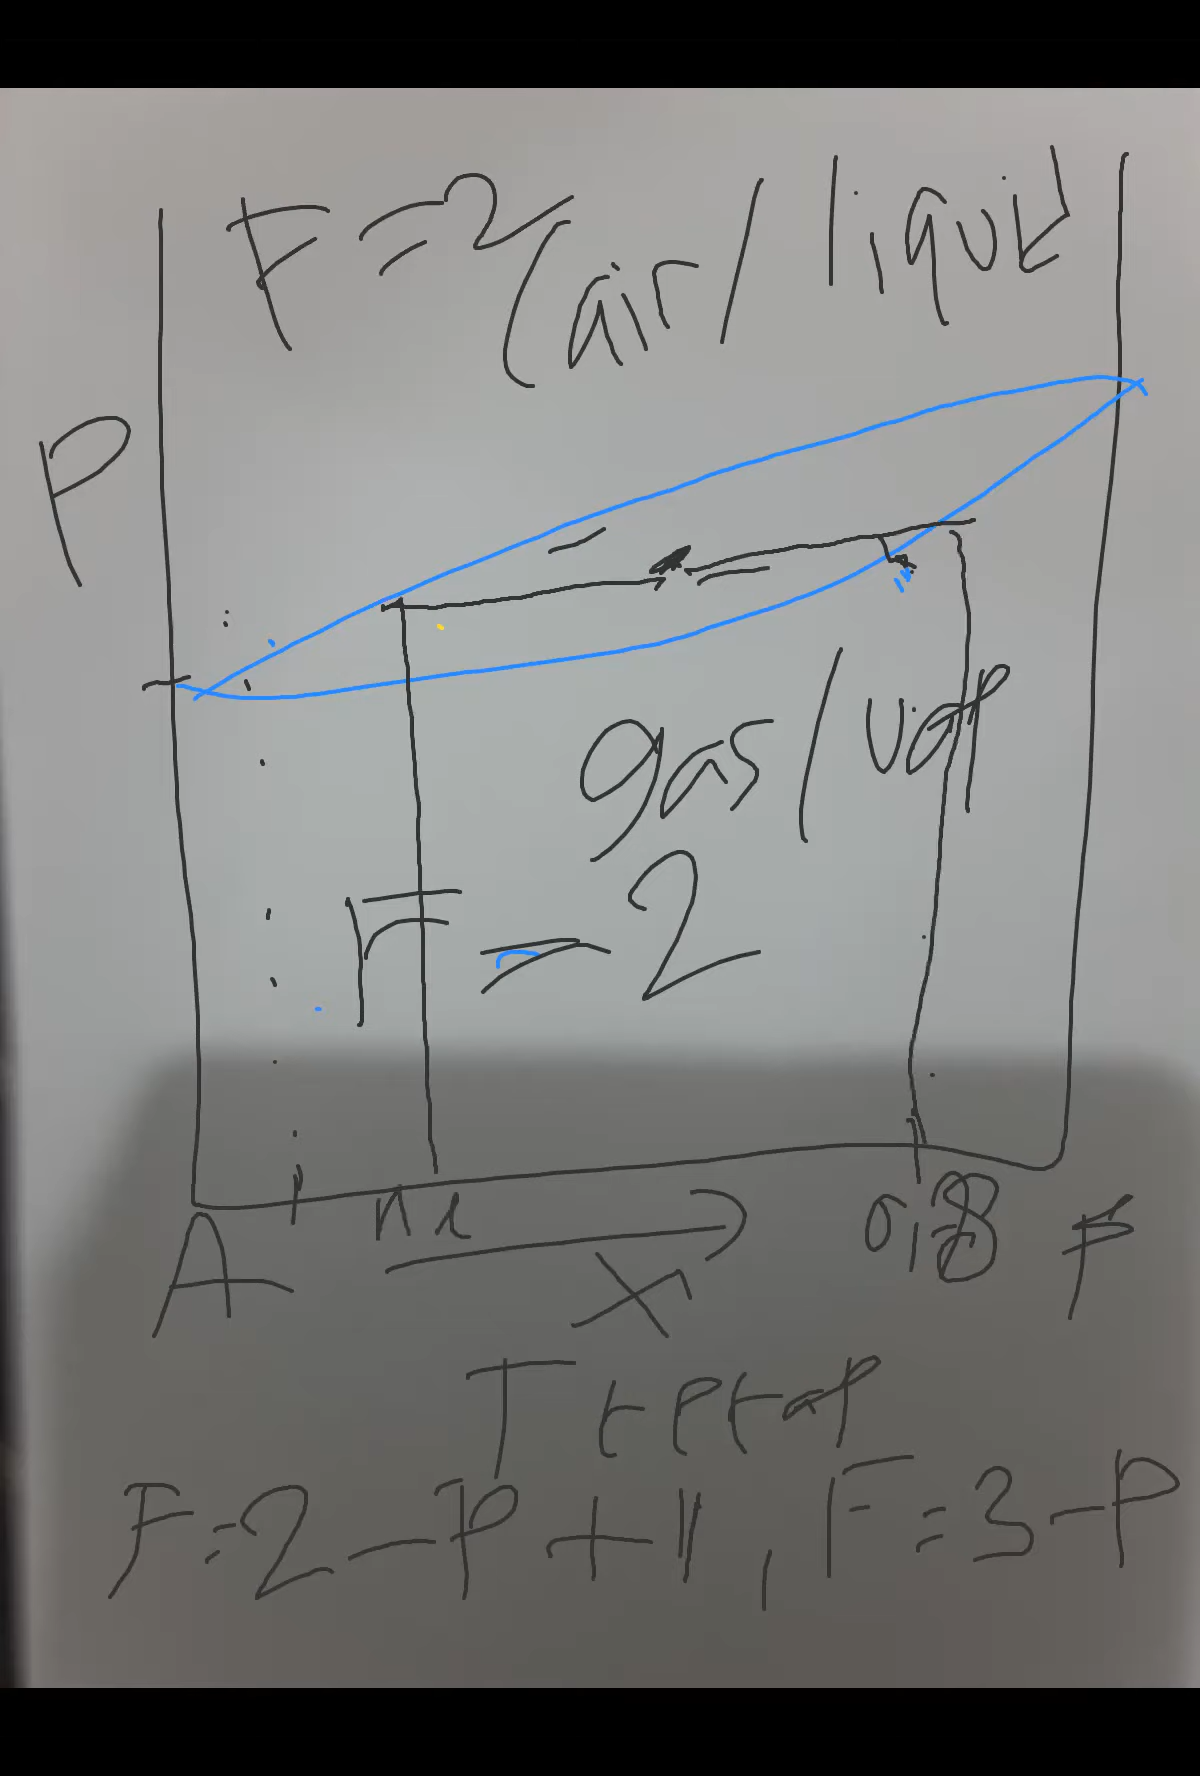 F=2
(air/liquid
P
gas/vap
F=2
A
0.8
X
F=2-P+1, F=3-P